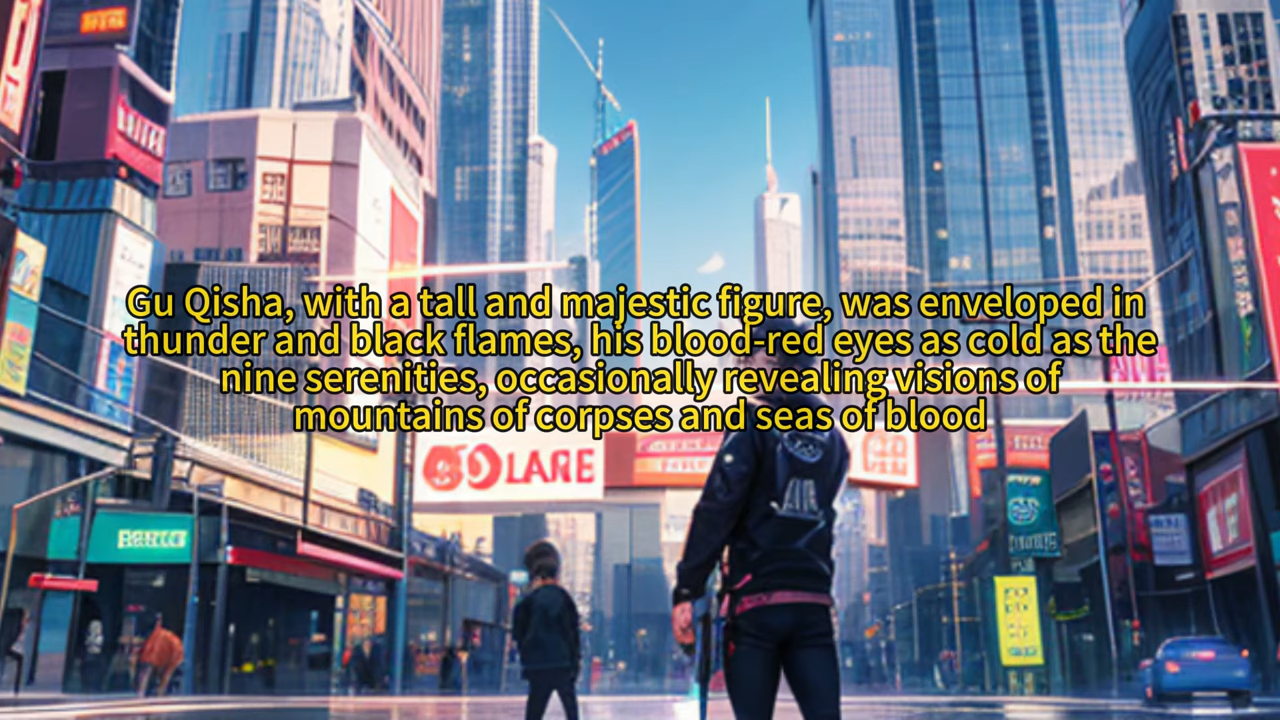 Gu Qisha, with a tall and majestic figure, was enveloped in
thunder and black flames, his blood-red eyes as cold as the
nine serenities, occasionally revealing visions of
mountains of corpses and seas of blood
LARE